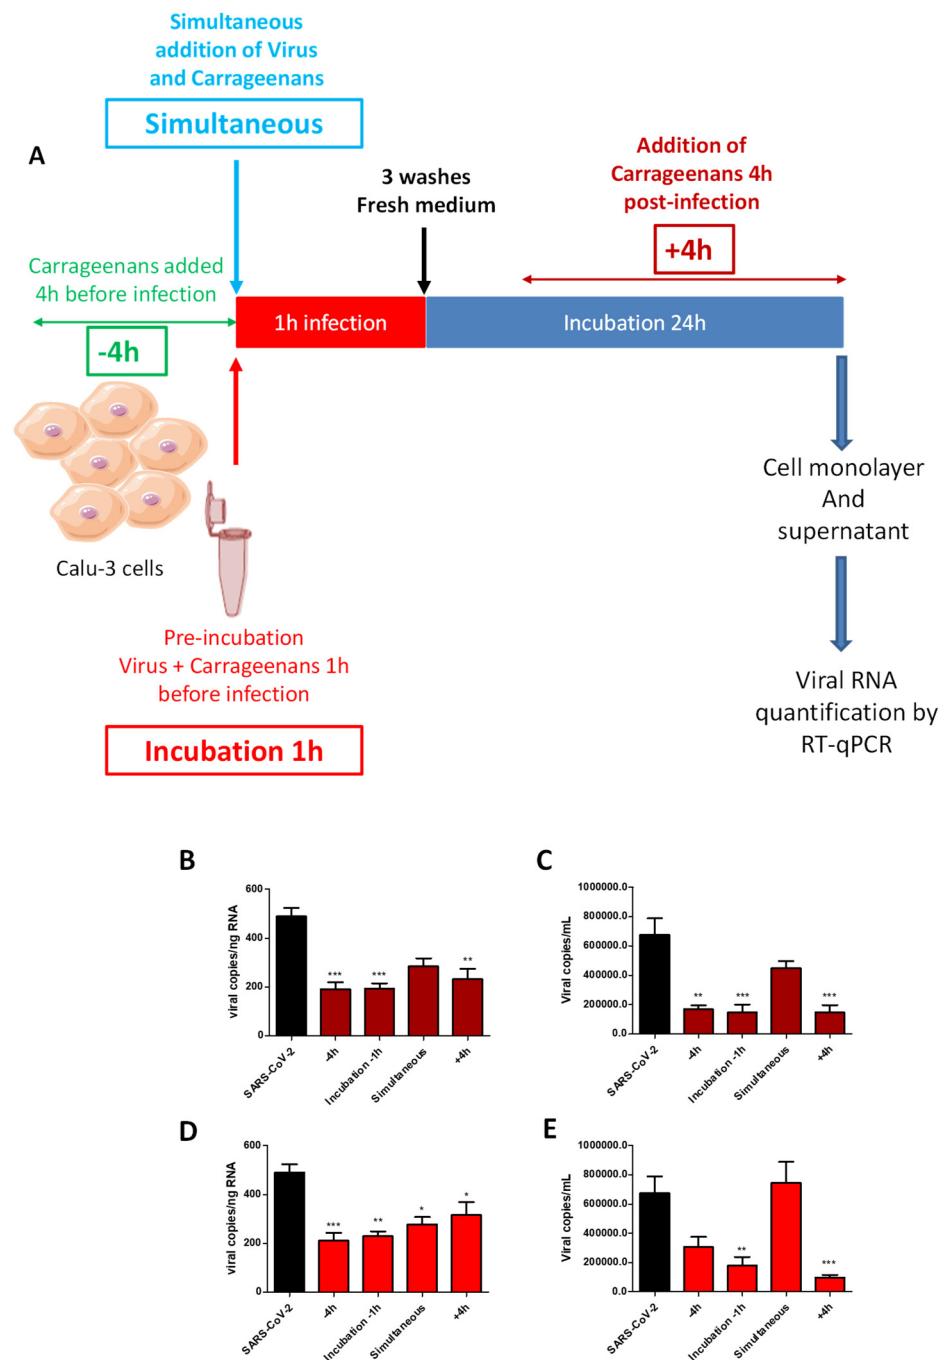 Simultaneous
addition of Virus
and Carrageenans
Simultaneous
A
3 washes
Fresh medium
Addition of
Carrageenans 4h
post-infection
+4h
Carrageenans added
4h before infection
-4h
1h infection
Incubation 24h
Calu-3 cells
Pre-incubation
Virus + Carrageenans 1h
before infection
Incubation 1h
Cell monolayer
And
supernatant
Viral RNA
quantification by
RT-qPCR
B
viral copies/ng RNA
600
400
200
0
***
***
**
SARS-CoV-2
-4h
Incubation -1h
Simultaneous
+4h
C
Viral copies/mL
1000000.0
800000.0
600000.0
400000.0
200000.0
0.0
**
***
***
SARS-CoV-2
-4h
Incubation -1h
Simultaneous
+4h
D
viral copies/ng RNA
600
400
200
0
***
**
*
*
SARS-CoV-2
-4h
Incubation -1h
Simultaneous
+4h
E
Viral copies/mL
1000000.0
800000.0
600000.0
400000.0
200000.0
0.0
**
***
SARS-CoV-2
-4h
Incubation -1h
Simultaneous
+4h